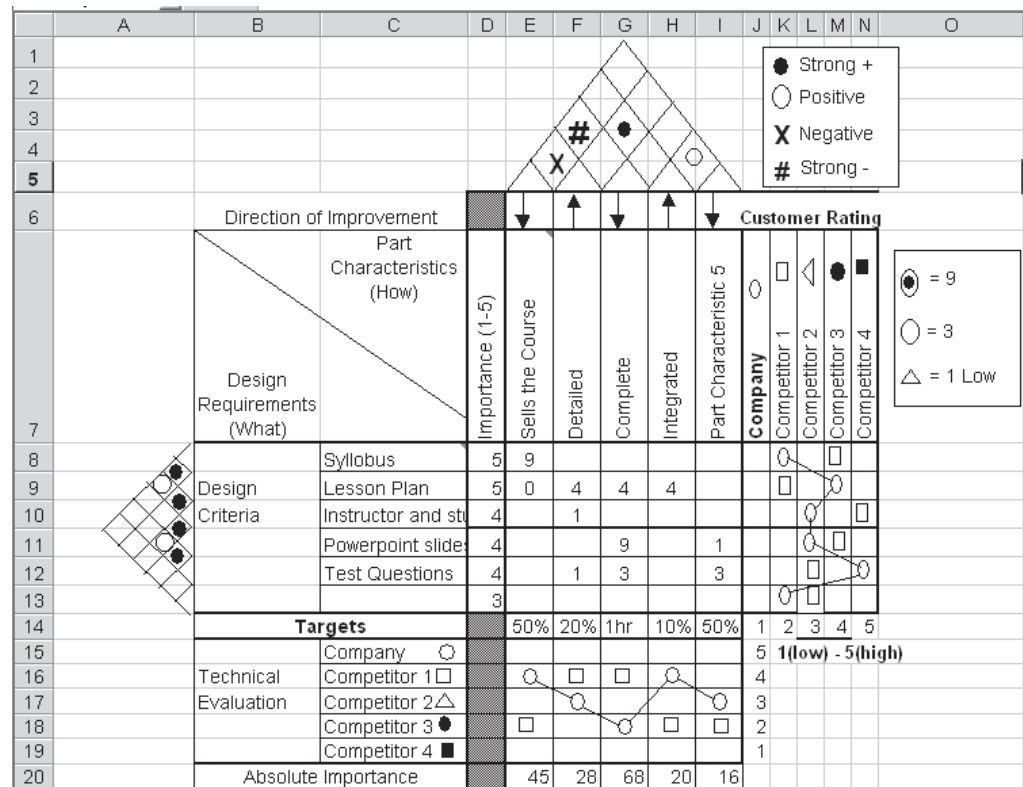 A B C D E F G H I J K L M N O
1
2
3
4
5
Strong +
Positive
X Negative
# Strong -
#
X
6 Direction of Improvement Customer Rating
Part
Characteristics
(How)
Design
Requirements
(What)
7
Importance (1-5)
Sells the Course
Detailed
Complete
Integrated
Part Characteristic 5
Company
Competitor 1
Competitor 2
Competitor 3
Competitor 4
= 9
= 3
= 1 Low
8 Syllobus 5 9
9 Design Lesson Plan 5 0 4 4 4
10 Criteria Instructor and stu 4 1
11 Powerpoint slides 4 9 1
12 Test Questions 4 1 3 3
13 3
14 Targets 50% 20% 1hr 10% 50% 1 2 3 4 5
15 Company 5 1(low) - 5(high)
16 Technical Competitor 1 4
17 Evaluation Competitor 2 3
18 Competitor 3 2
19 Competitor 4 1
20 Absolute Importance 45 28 68 20 16